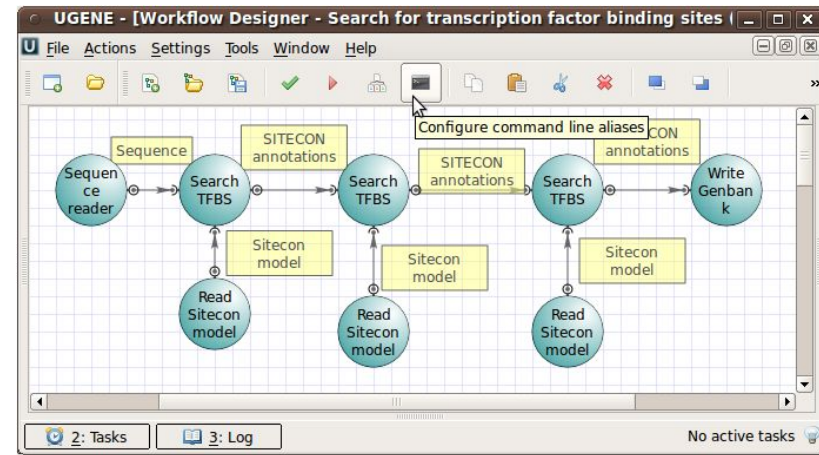 UGENE - [Workflow Designer - Search for transcription factor binding sites (
U File Actions Settings Tools Window Help
»
Configure command line aliases
Sequence
SITECON
annotations
SITECON
annotations
CON
annotations
Sequen
ce
reader
Search
TFBS
Search
TFBS
Search
TFBS
Write
Genban
k
Sitecon
model
Sitecon
model
Sitecon
model
Read
Sitecon
model
Read
Sitecon
model
Read
Sitecon
model
2: Tasks 3: Log No active tasks